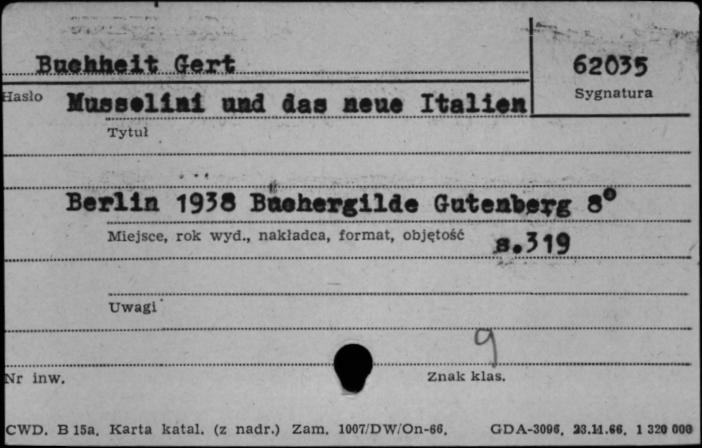 Buchheit Gert
62035
Hasło
Mussolini und das neue Italien
Sygnatura
Tytuł
Berlin 1938 Buchergilde Gutenberg 8°
Miejsce, rok wyd., nakładca, format, objętość
s.319
Uwagi
9
Nr inw.
Znak klas.
CWD. B 15a. Karta katal. (z nadr.) Zam. 1007/DW/On-66. GDA-3096. 23.11.66. 1 320 000